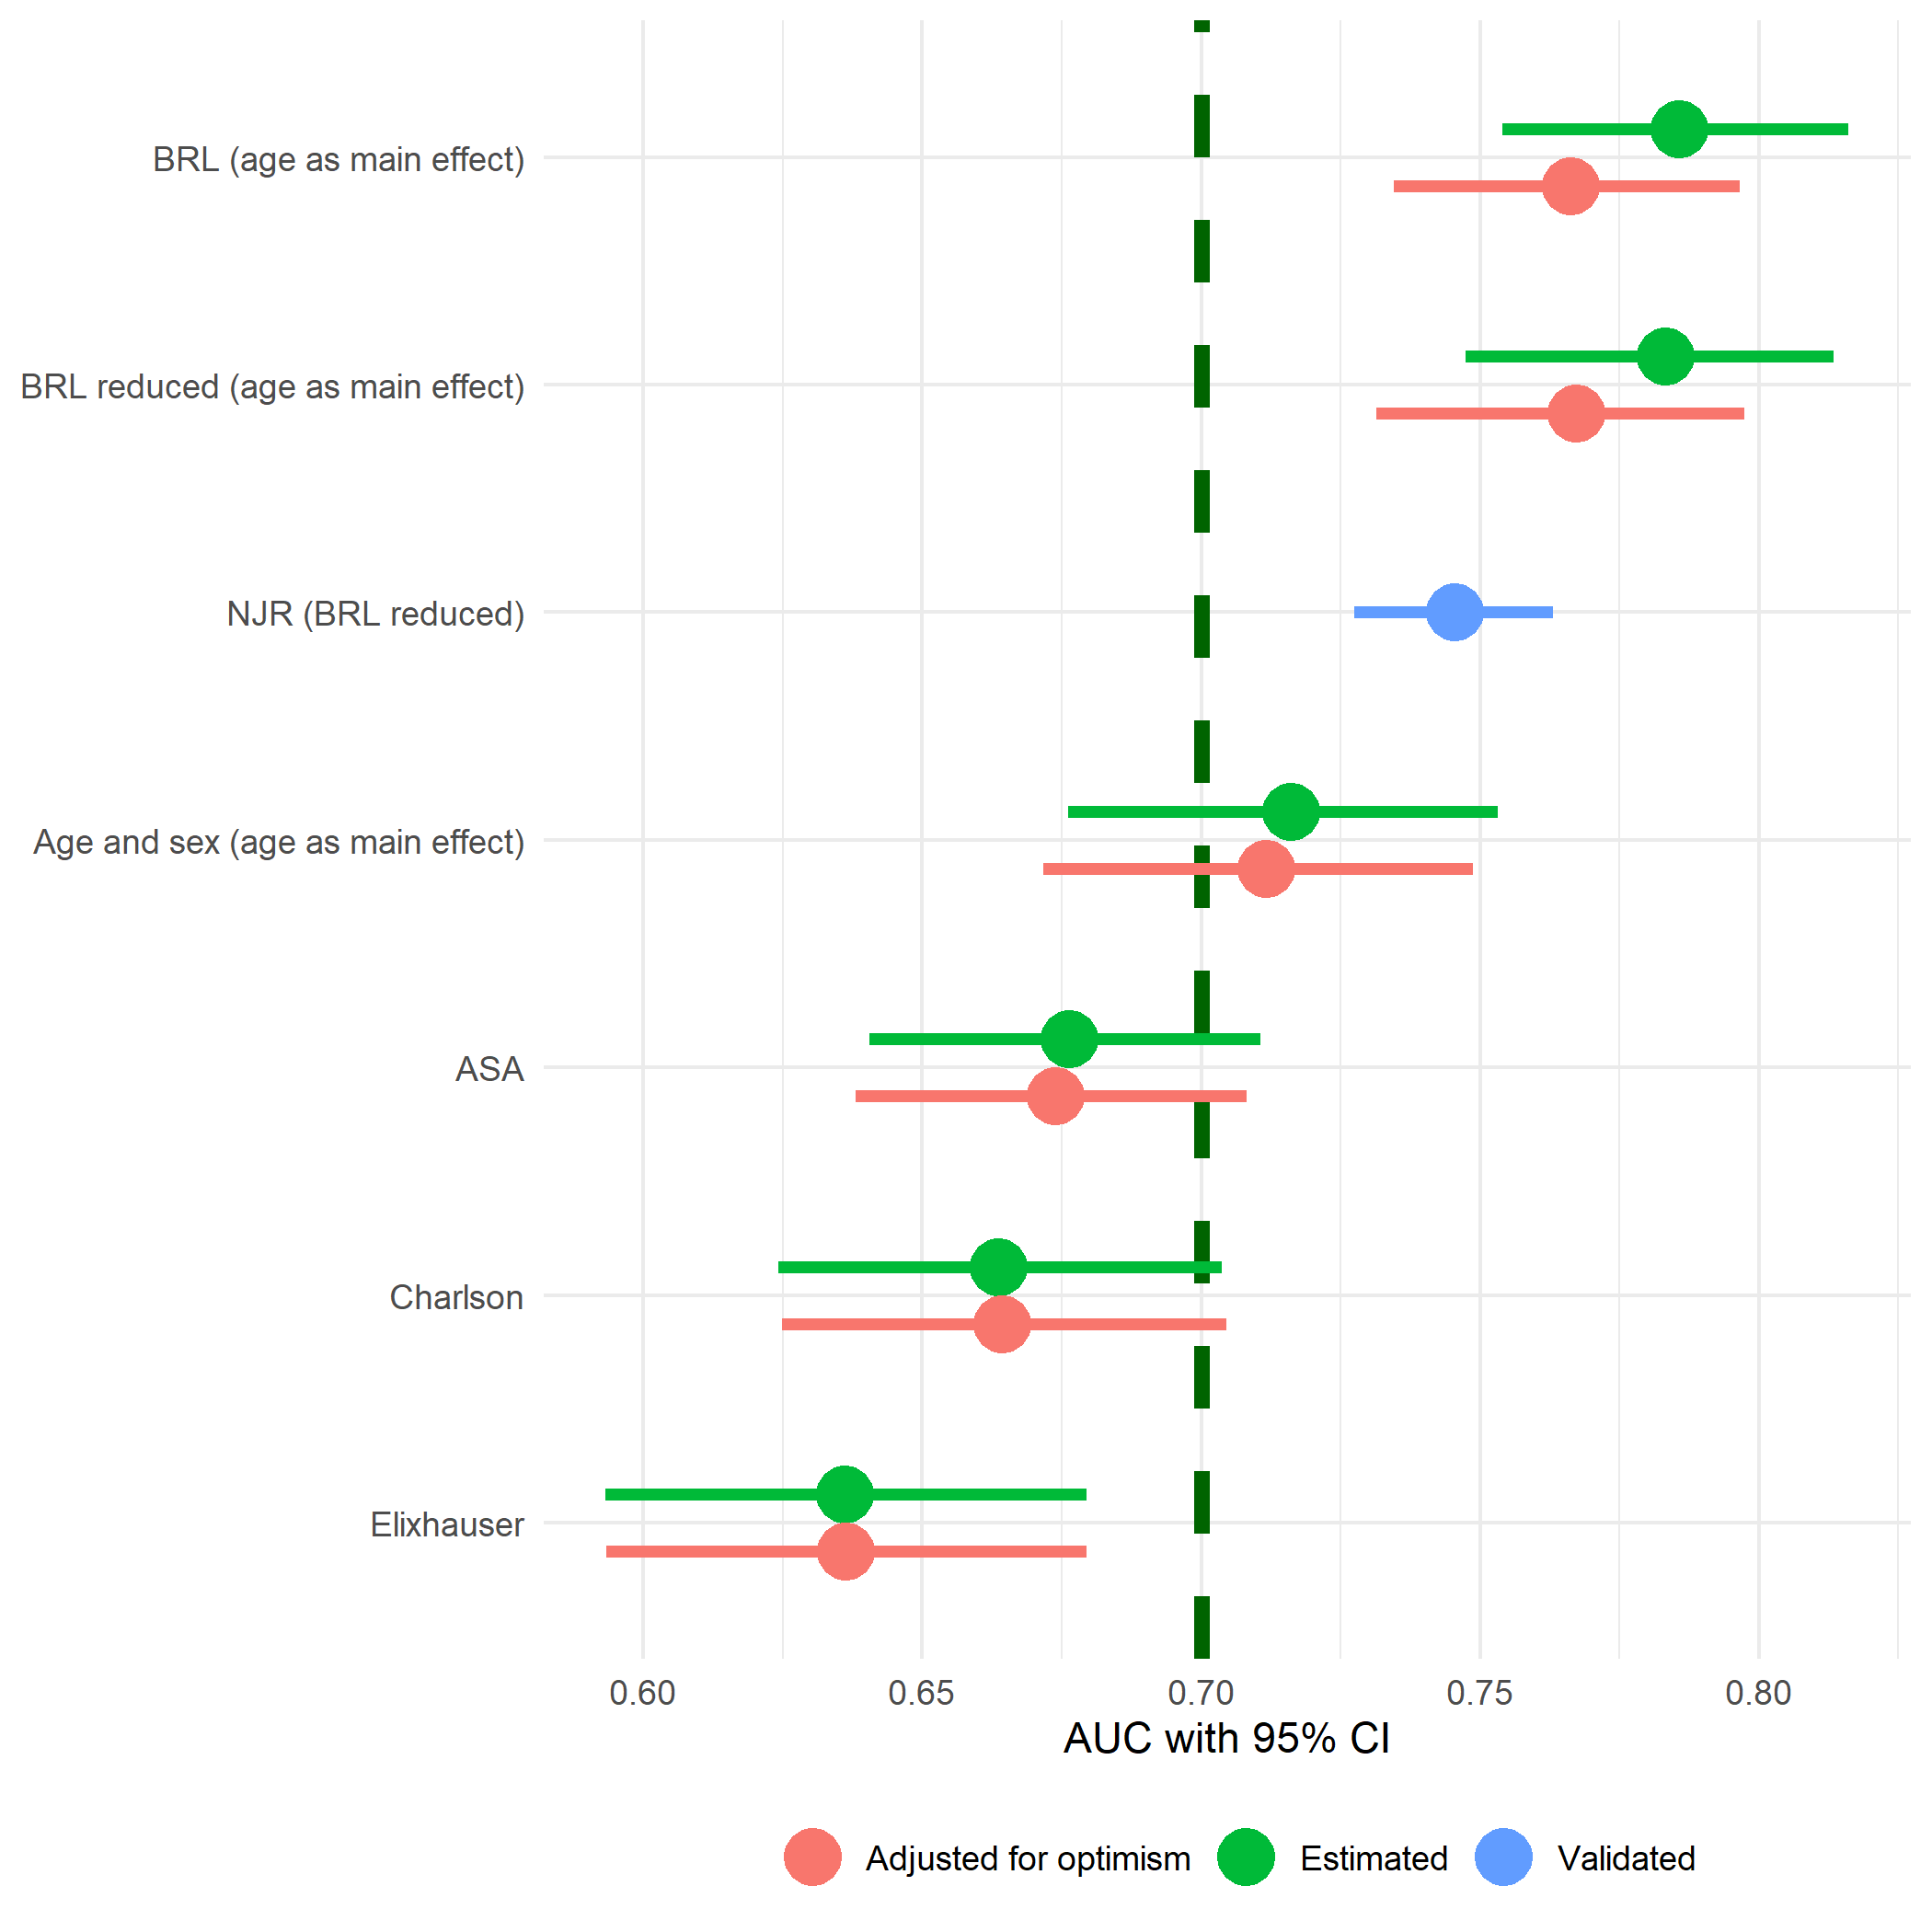 BRL (age as main effect)
BRL reduced (age as main effect)
NJR (BRL reduced)
Age and sex (age as main effect)
ASA
Charlson
Elixhauser
0.60 0.65 0.70 0.75 0.80
AUC with 95% CI
Adjusted for optimism Estimated Validated